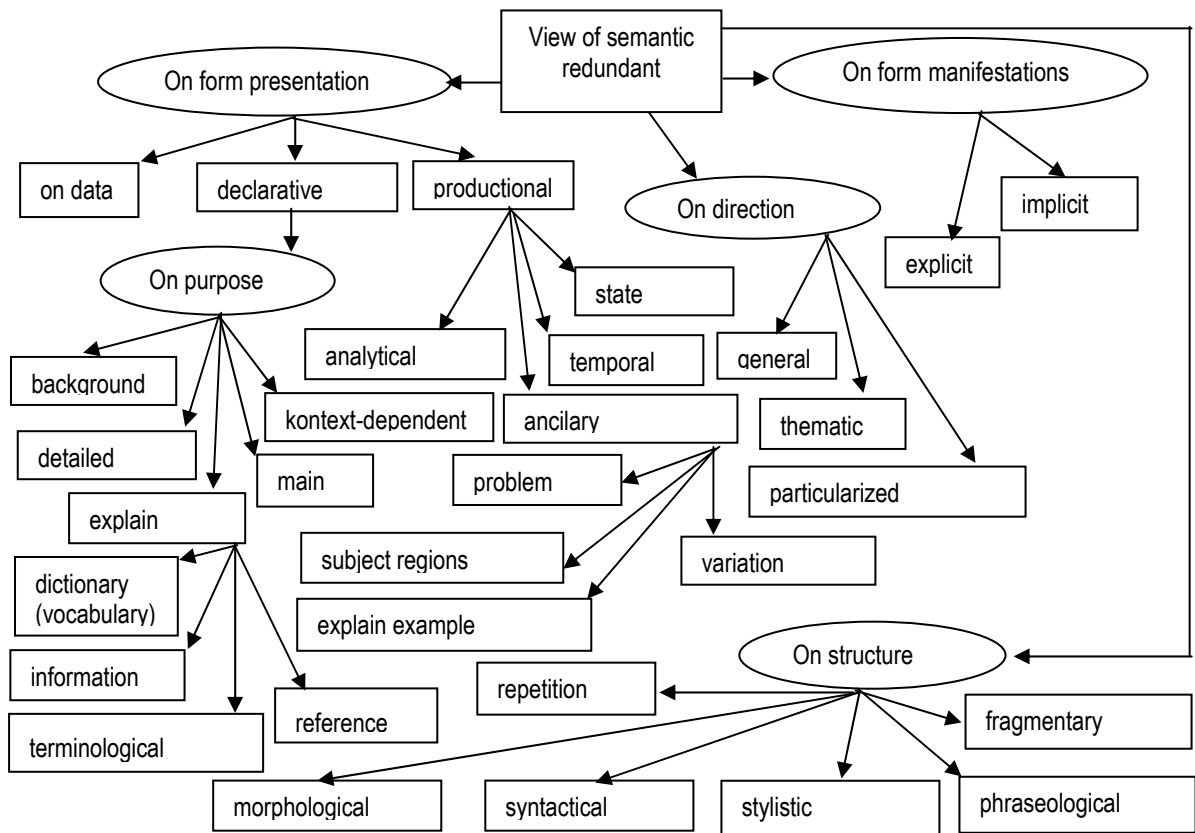 View of semantic
redundant
On form presentation
On form manifestations
on data
declarative
productional
On direction
implicit
explicit
On purpose
state
analytical
temporal
general
background
kontext-dependent
ancilary
thematic
detailed
main
problem
particularized
explain
subject regions
variation
dictionary
(vocabulary)
explain example
On structure
information
repetition
reference
fragmentary
terminological
morphological
syntactical
stylistic
phraseological